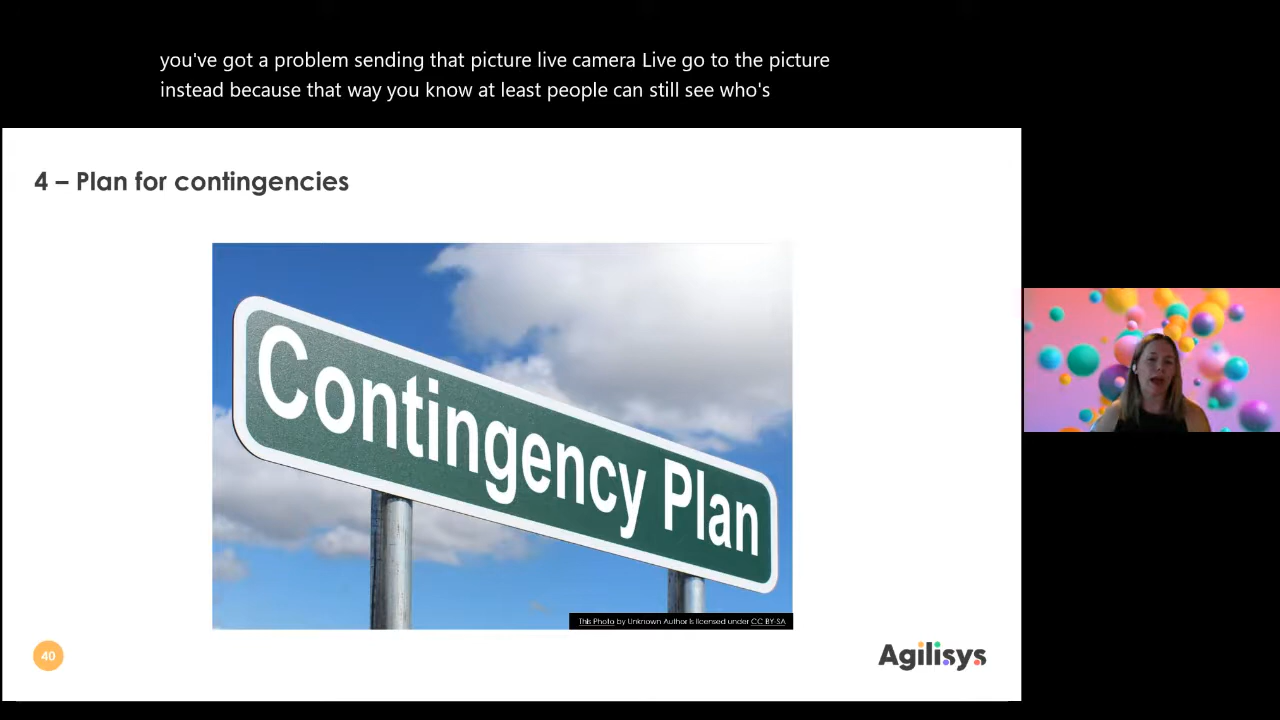 you've got a problem sending that picture live camera Live go to the picture
instead because that way you know at least people can still see who's
4 – Plan for contingencies
Contingency Plan
This Photo by Unknown Author is licensed under CC BY-SA
40
Agilisys